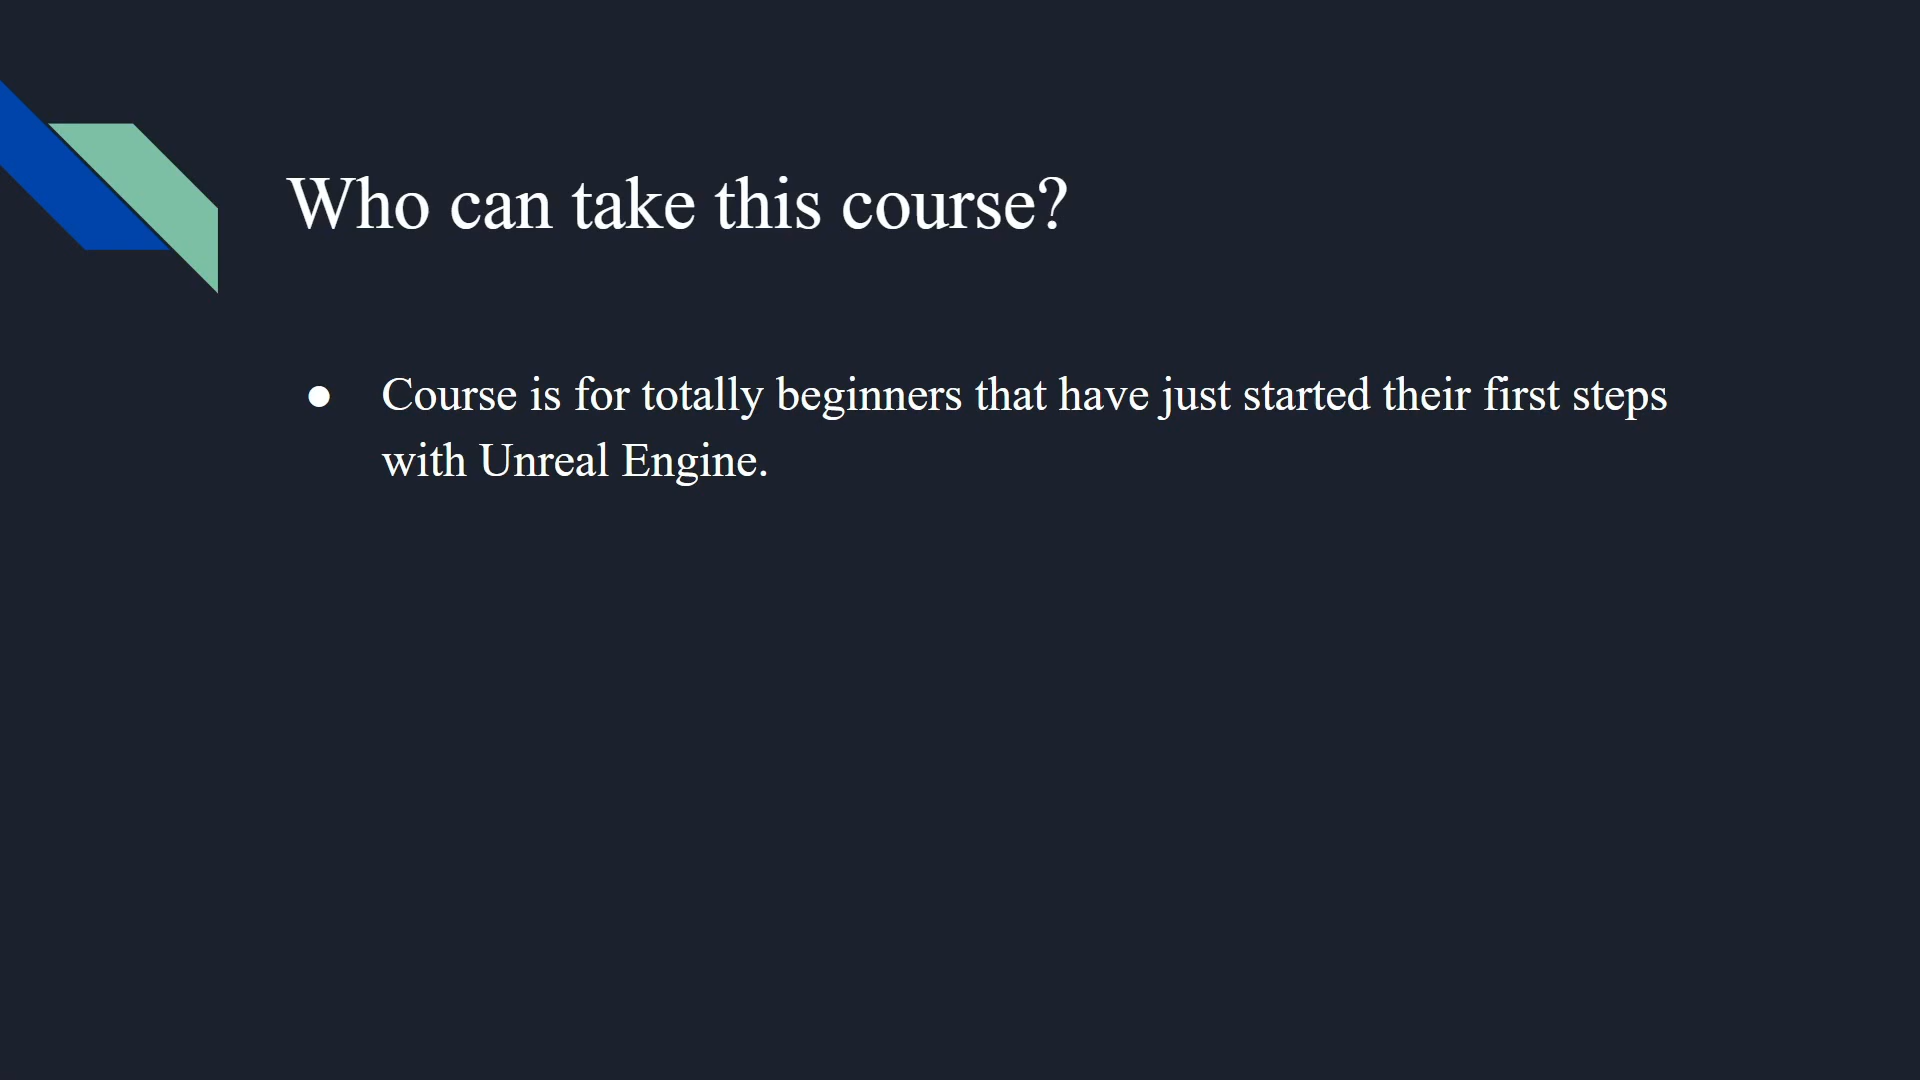 Who can take this course?
● Course is for totally beginners that have just started their first steps
with Unreal Engine.